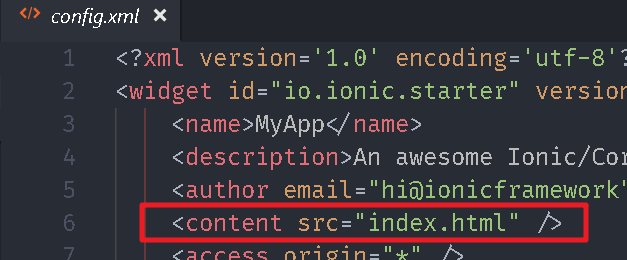 </> config.xml ×
1 <?xml version='1.0' encoding='utf-8'?
2 <widget id="io.ionic.starter" version
3 <name>MyApp</name>
4 <description>An awesome Ionic/Cor
5 <author email="hi@ionicframework"
6 <content src="index.html" />
7 <access origin="*" />